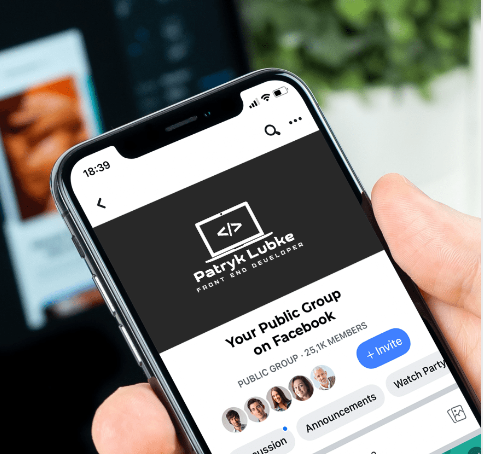 18:39
</>
Patryk Lubke
FRONT END DEVELOPER
Your Public Group
on Facebook
PUBLIC GROUP · 25,1K MEMBERS
+ Invite
cussion
Announcements
Watch Party